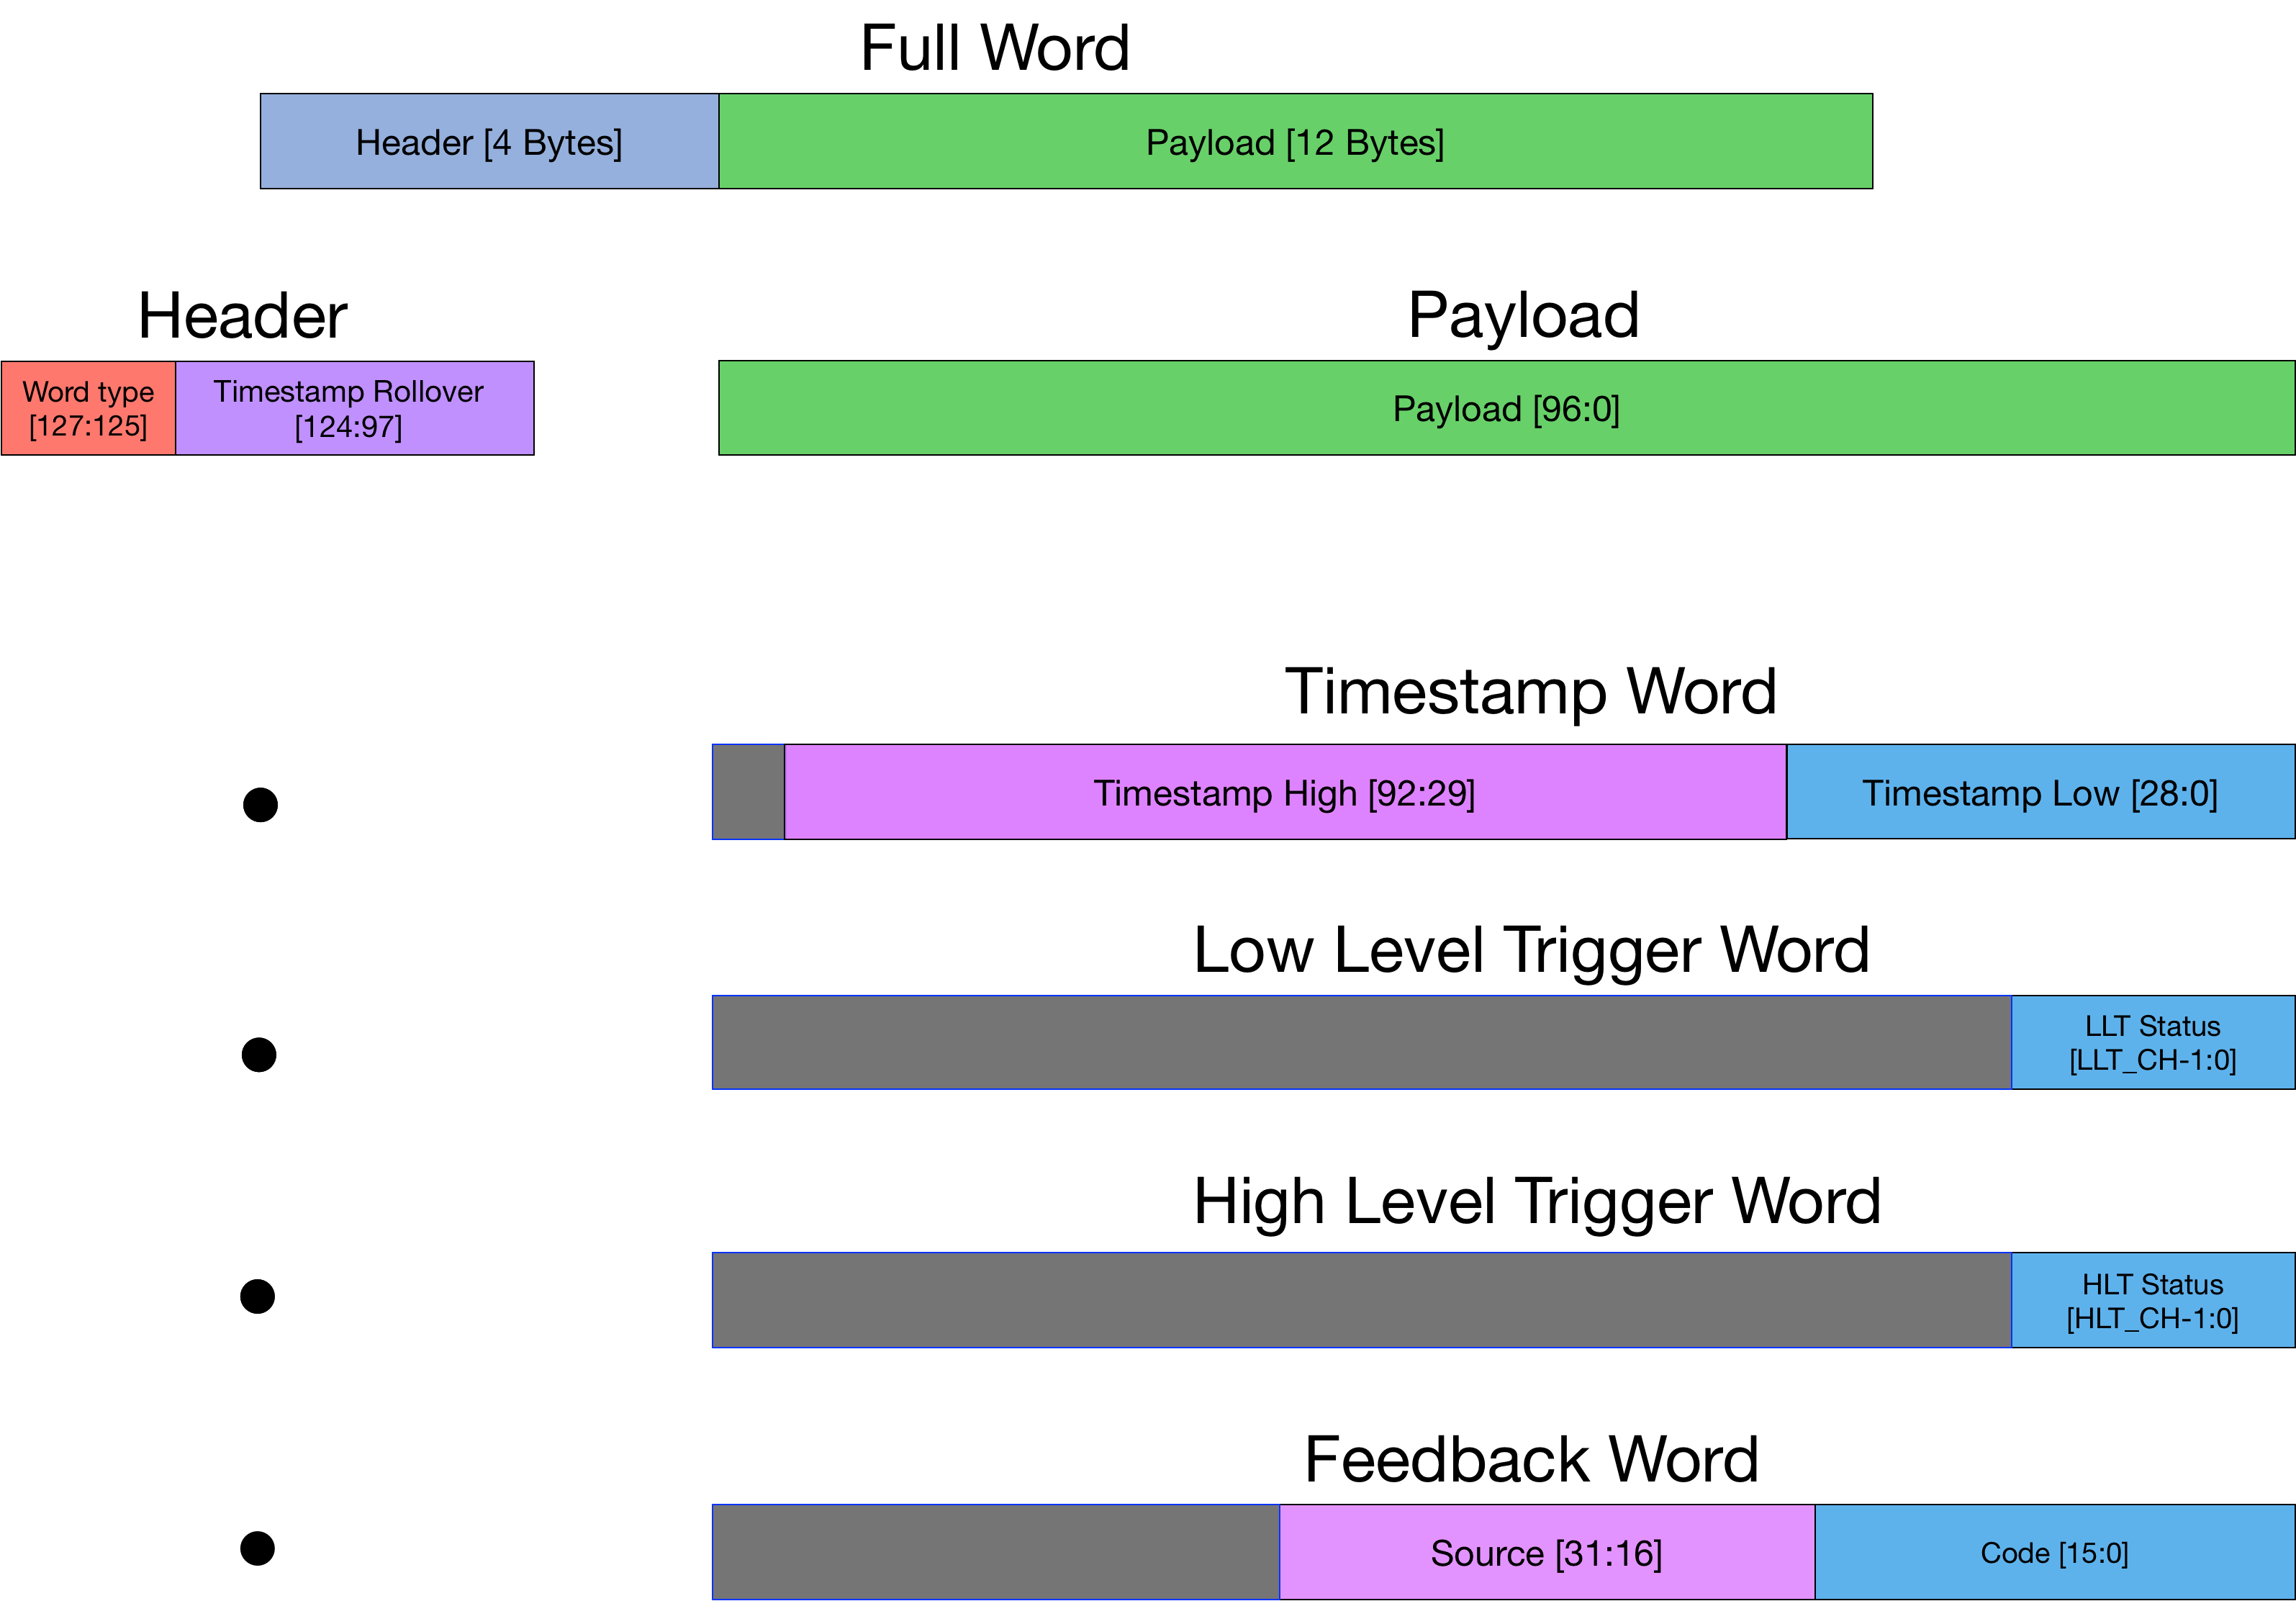 Full Word
Header [4 Bytes]
Payload [12 Bytes]
Header
Payload
Word type
[127:125]
Timestamp Rollover
[124:97]
Payload [96:0]
Timestamp Word
Timestamp High [92:29]
Timestamp Low [28:0]
Low Level Trigger Word
LLT Status
[LLT_CH-1:0]
High Level Trigger Word
HLT Status
[HLT_CH-1:0]
Feedback Word
Source [31:16]
Code [15:0]